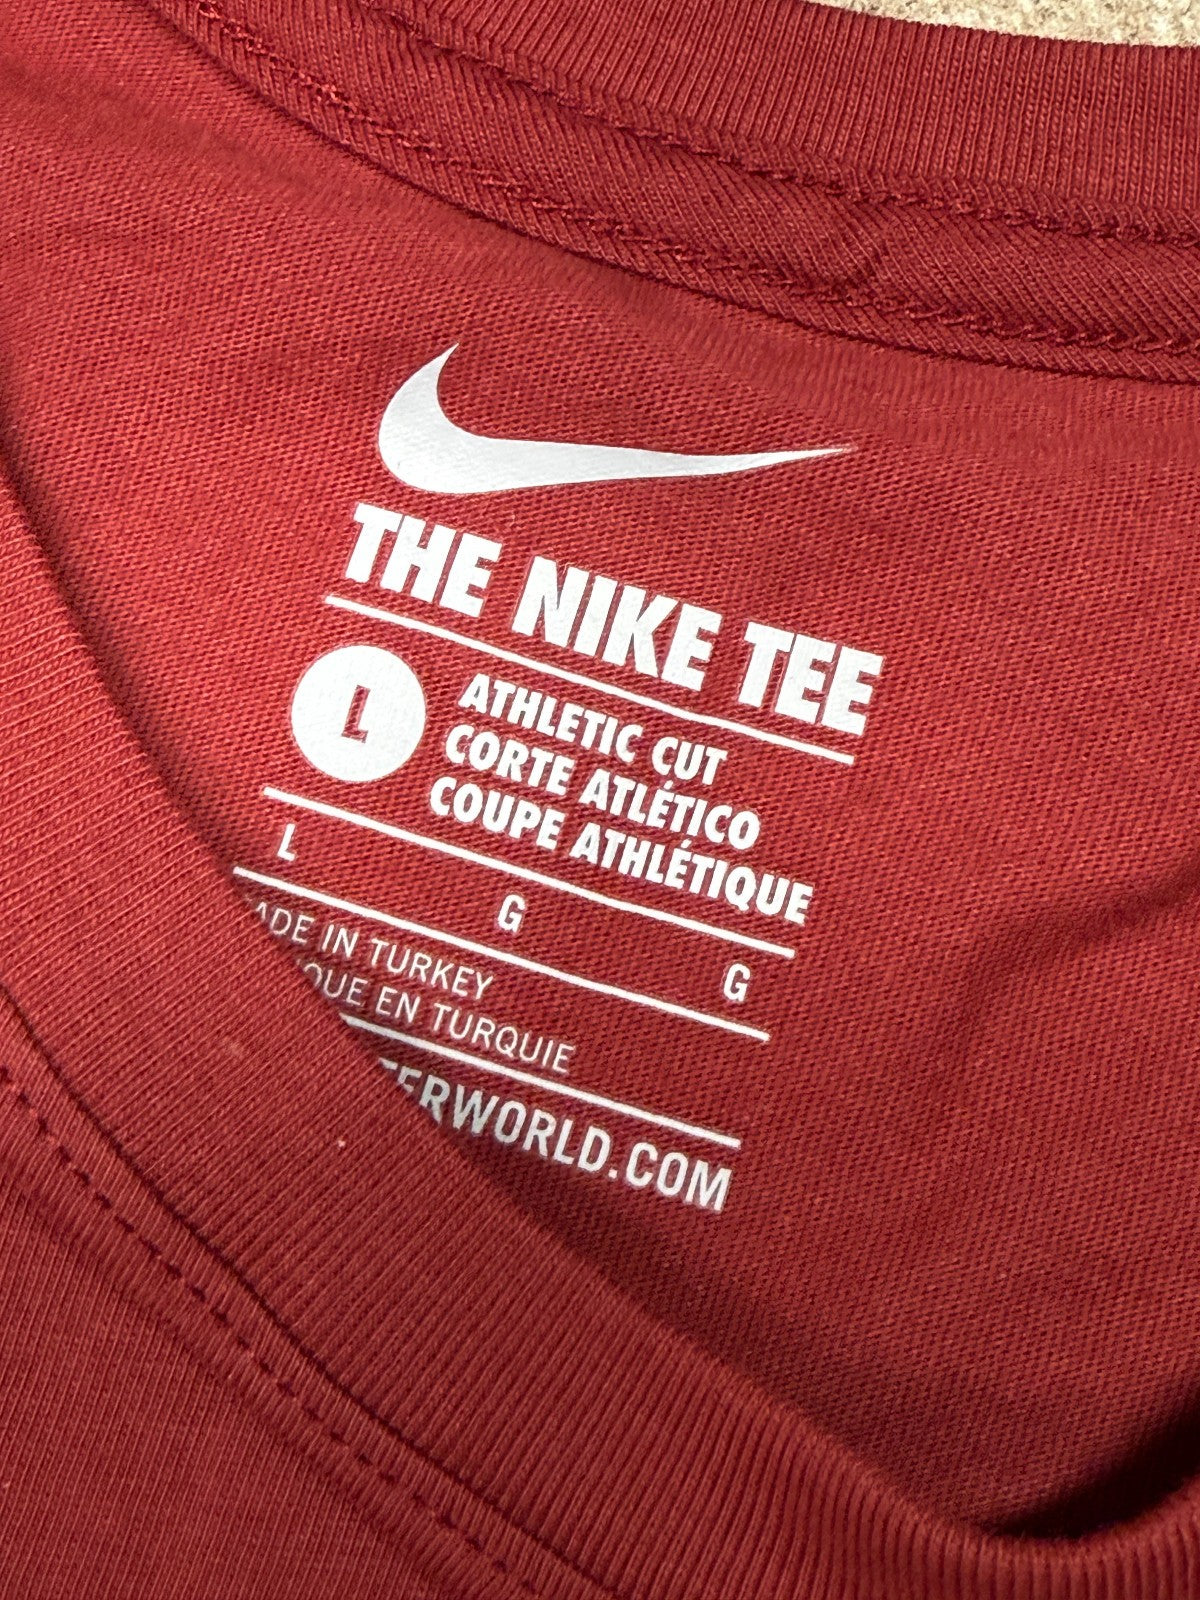 THE NIKE TEE
L
ATHLETIC CUT
CORTE ATLÉTICO
COUPE ATHLÉTIQUE
L G G
IN TURKEY
EN TURQUIE